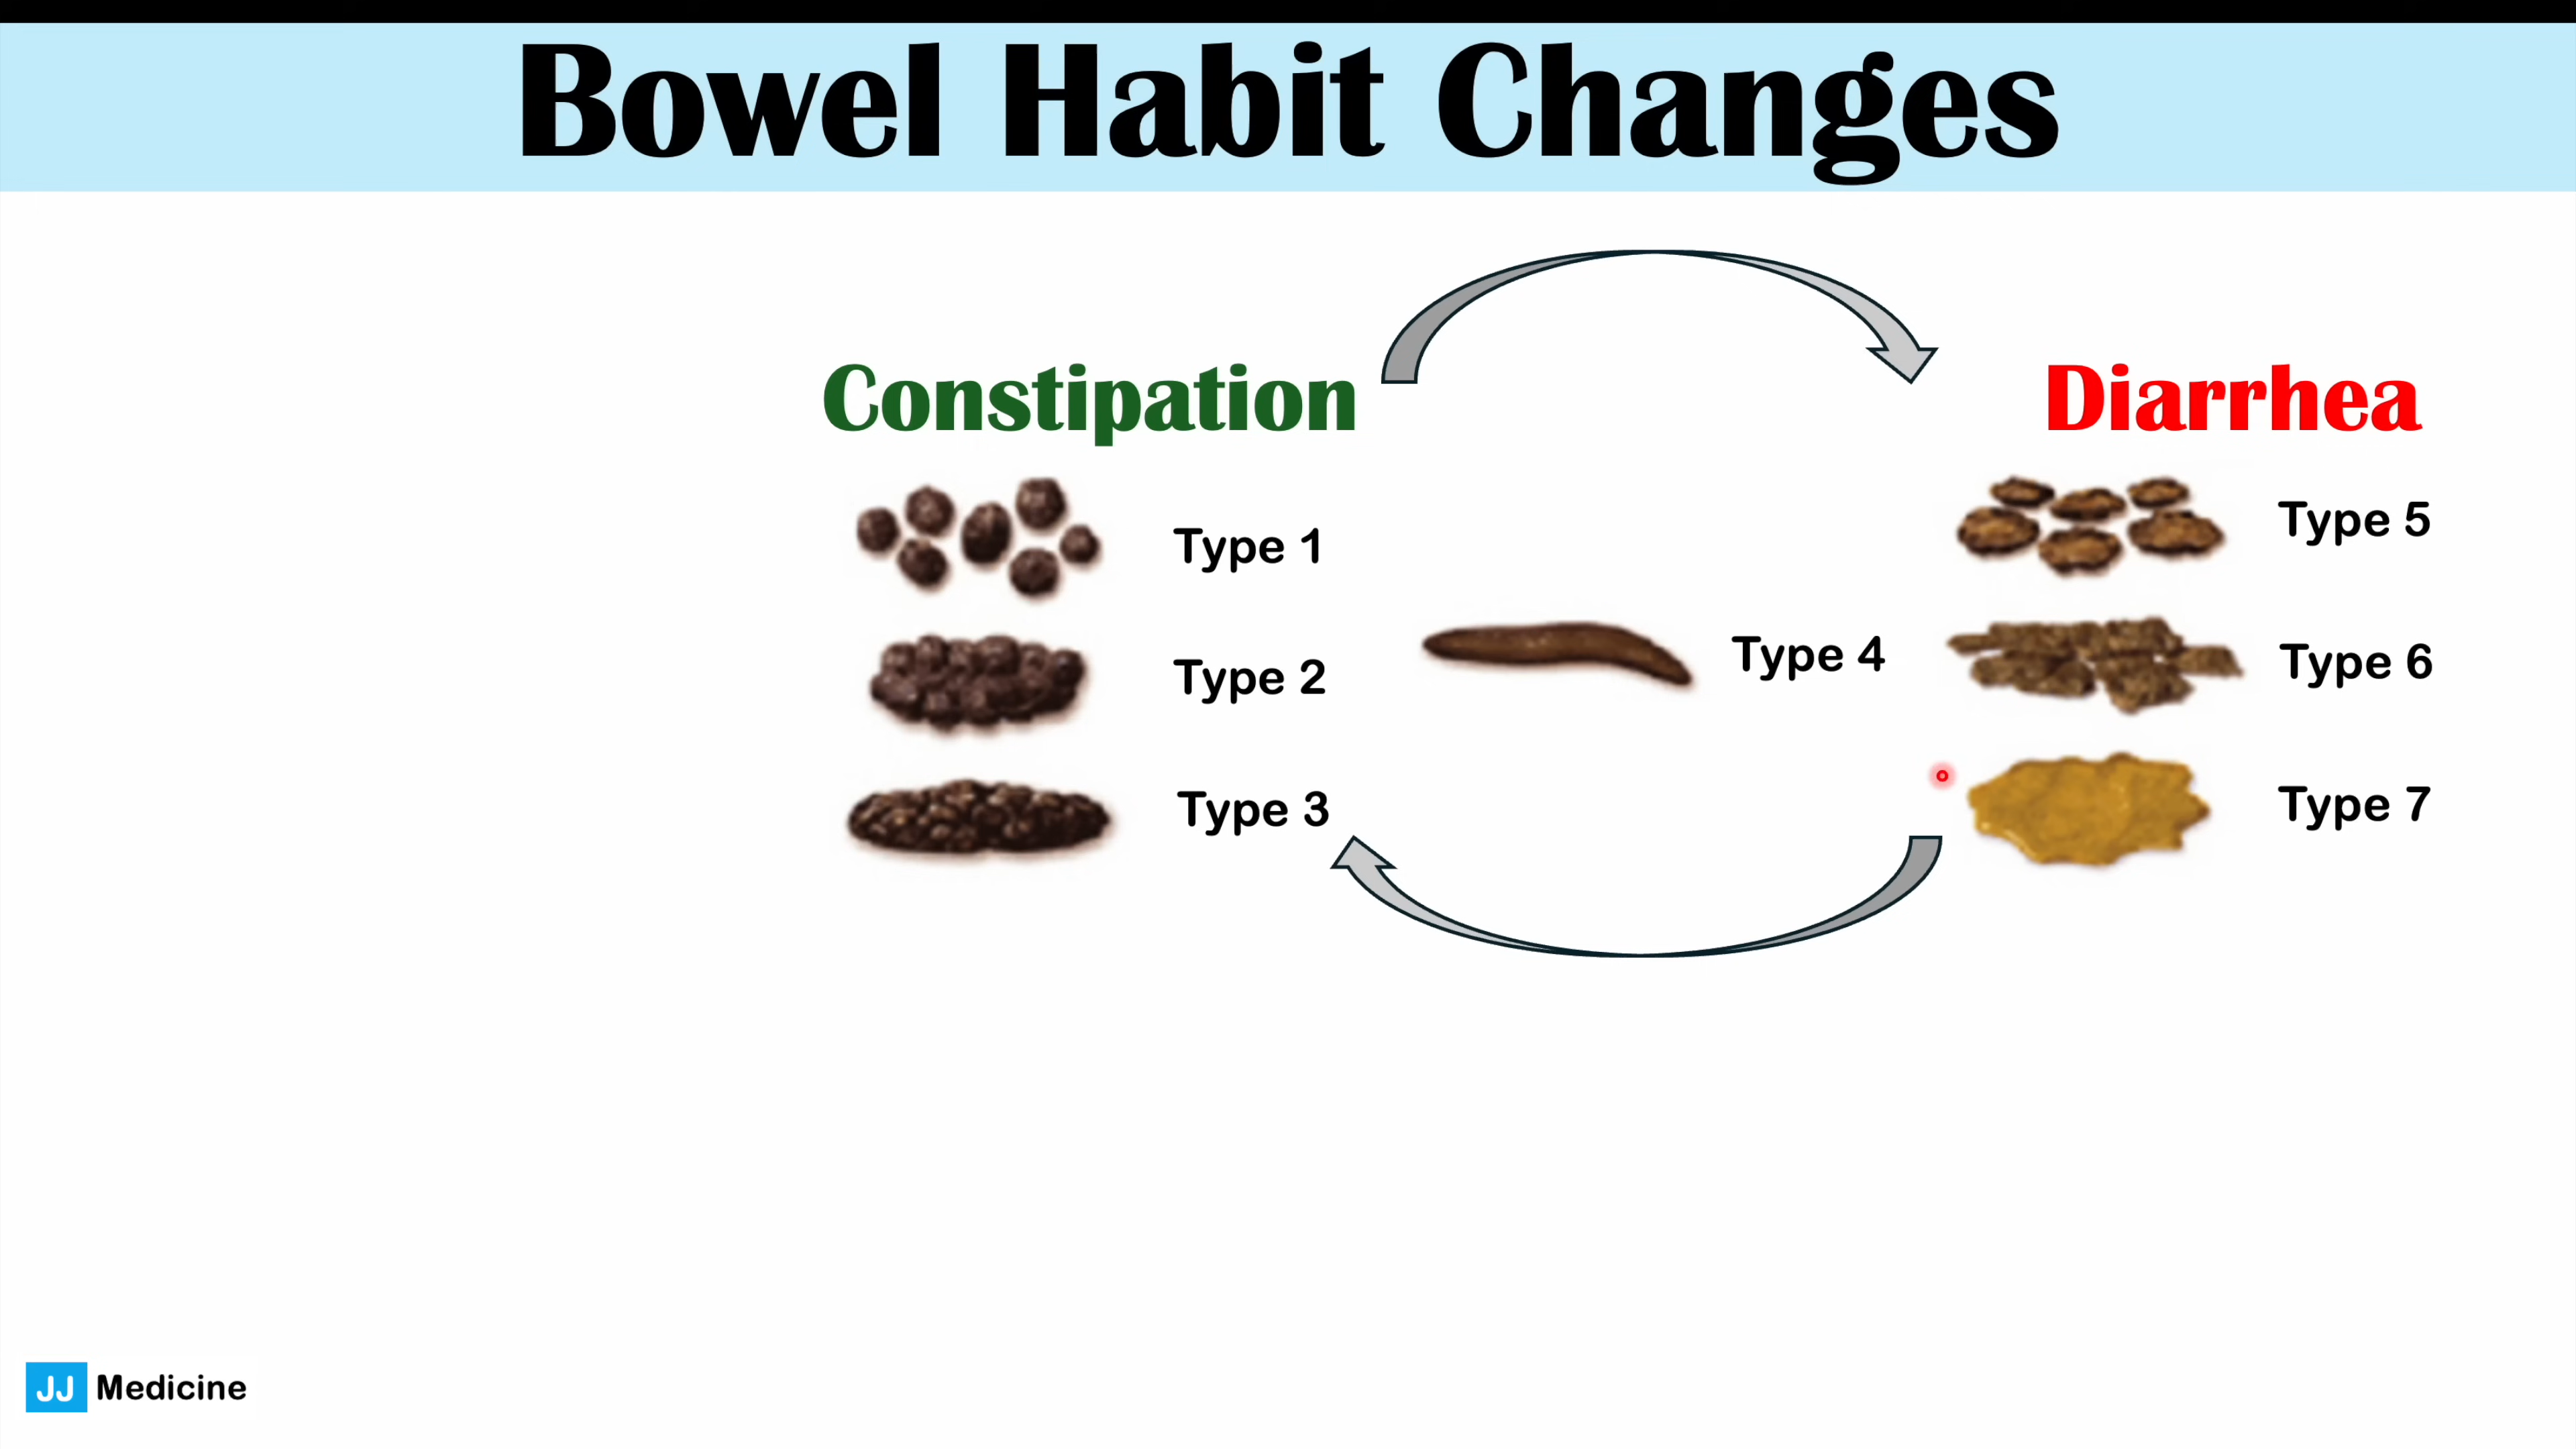 Bowel Habit Changes
Constipation
Diarrhea
Type 1
Type 2
Type 3
Type 4
Type 5
Type 6
Type 7
JJ Medicine